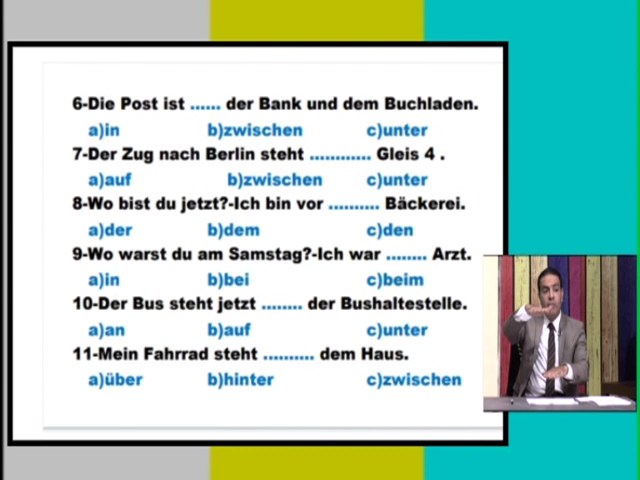 6-Die Post ist ...... der Bank und dem Buchladen.
a)in b)zwischen c)unter
7-Der Zug nach Berlin steht ............ Gleis 4 .
a)auf b)zwischen c)unter
8-Wo bist du jetzt?-Ich bin vor .......... Bäckerei.
a)der b)dem c)den
9-Wo warst du am Samstag?-Ich war ........ Arzt.
a)in b)bei c)beim
10-Der Bus steht jetzt ........ der Bushaltestelle.
a)an b)auf c)unter
11-Mein Fahrrad steht .......... dem Haus.
a)über b)hinter c)zwischen